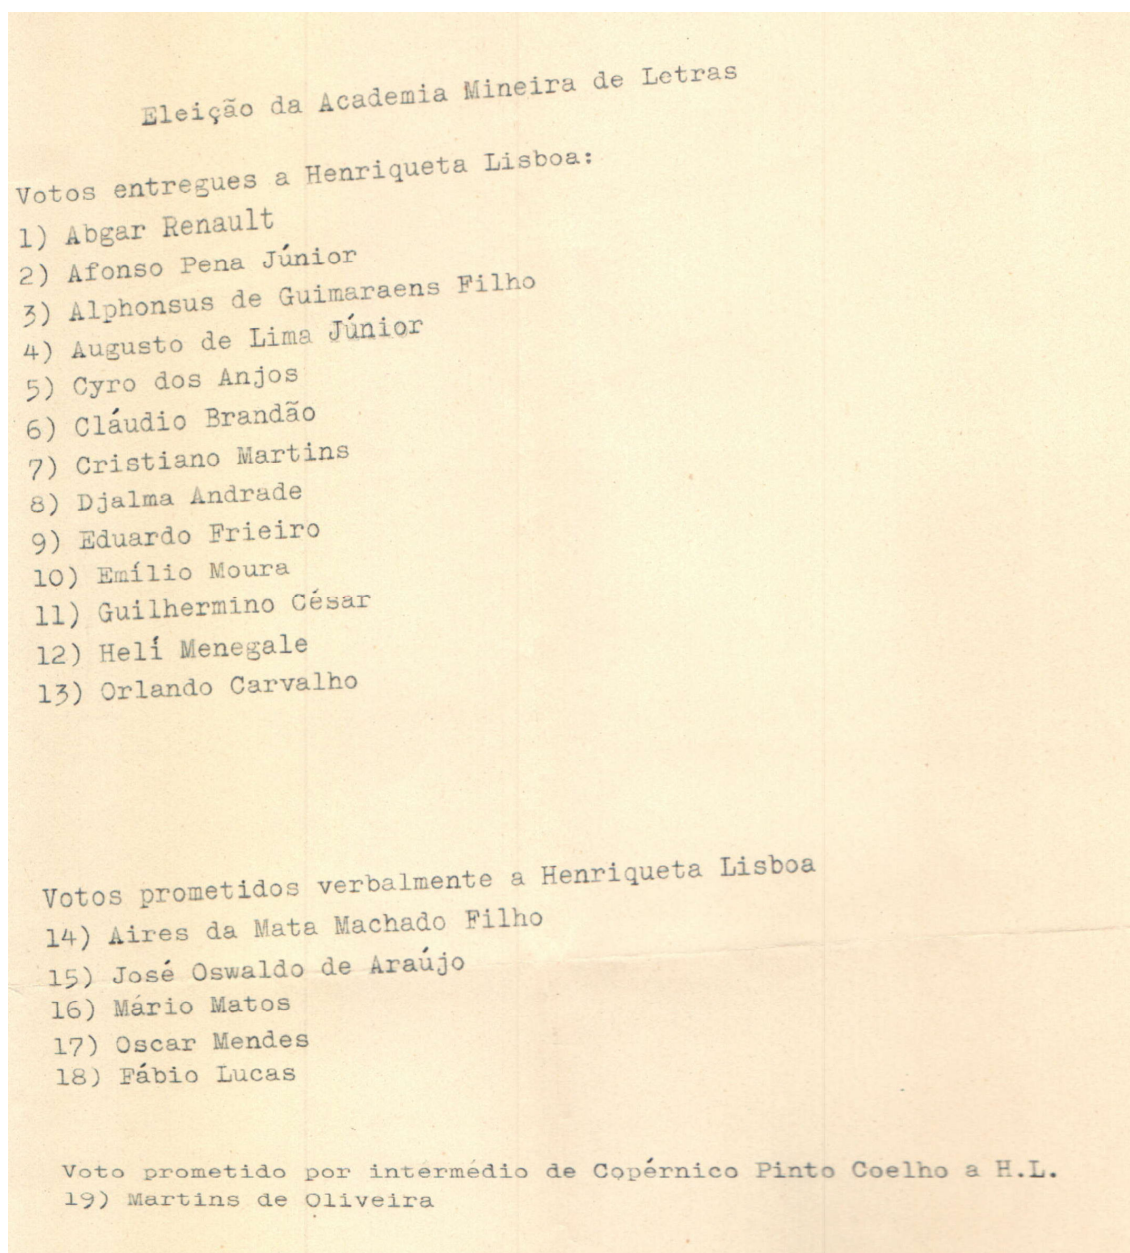 Eleição da Academia Mineira de Letras
Votos entregues a Henriqueta Lisboa:
1) Abgar Renault
2) Afonso Pena Júnior
3) Alphonsus de Guimaraens Filho
4) Augusto de Lima Júnior
5) Cyro dos Anjos
6) Cláudio Brandão
7) Cristiano Martins
8) Djalma Andrade
9) Eduardo Frieiro
10) Emílio Moura
11) Guilhermino César
12) Helí Menegale
13) Orlando Carvalho
Votos prometidos verbalmente a Henriqueta Lisboa
14) Aires da Mata Machado Filho
15) José Oswaldo de Araújo
16) Mário Matos
17) Oscar Mendes
18) Fábio Lucas
Voto prometido por intermédio de Copérnico Pinto Coelho a H.L.
19) Martins de Oliveira